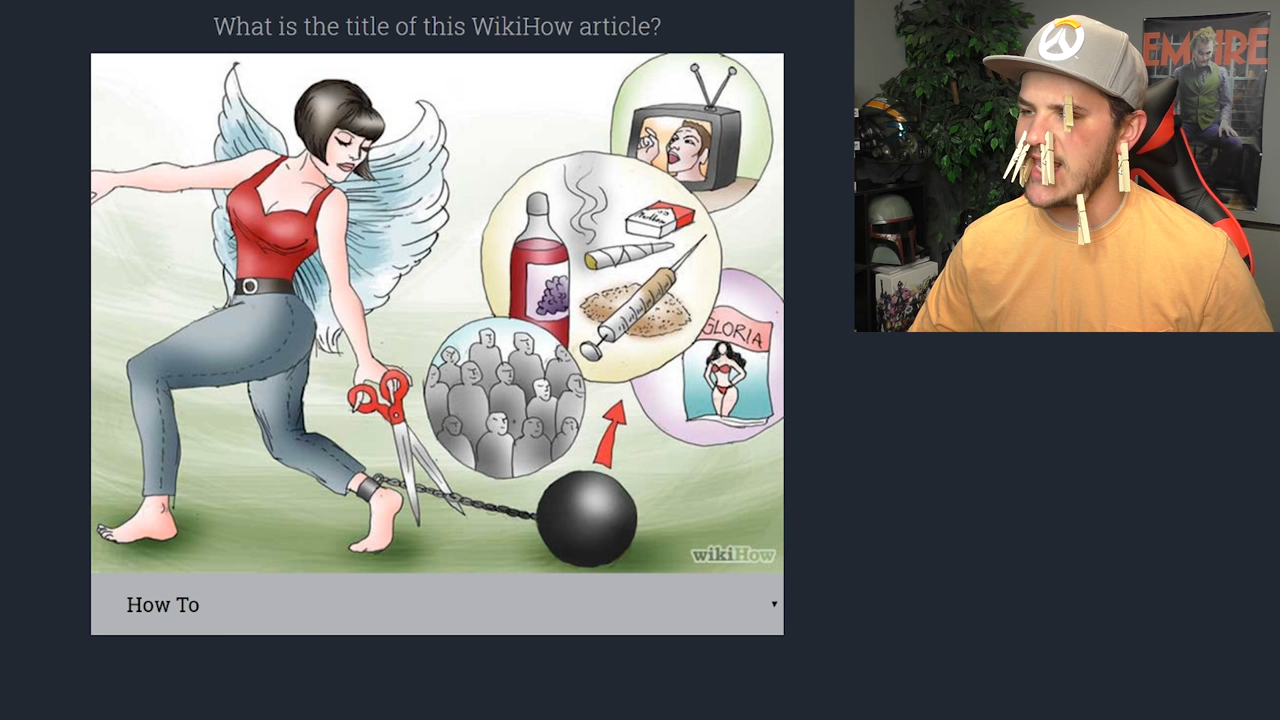 What is the title of this WikiHow article?
EMPIRE
GLORIA
wikiHow
How To